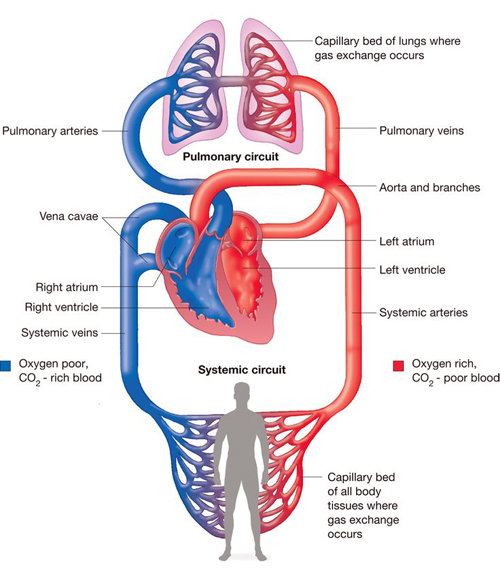 Capillary bed of lungs where
gas exchange occurs
Pulmonary arteries
Pulmonary veins
Pulmonary circuit
Aorta and branches
Vena cavae
Left atrium
Left ventricle
Right atrium
Right ventricle
Systemic arteries
Systemic veins
Systemic circuit
Oxygen poor,
CO₂ - rich blood
Oxygen rich,
CO₂ - poor blood
Capillary bed
of all body
tissues where
gas exchange
occurs